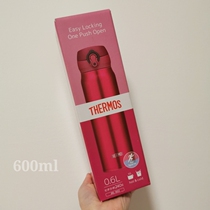 Easy Locking
One Push Open
THERMOS
600ml
0.6L